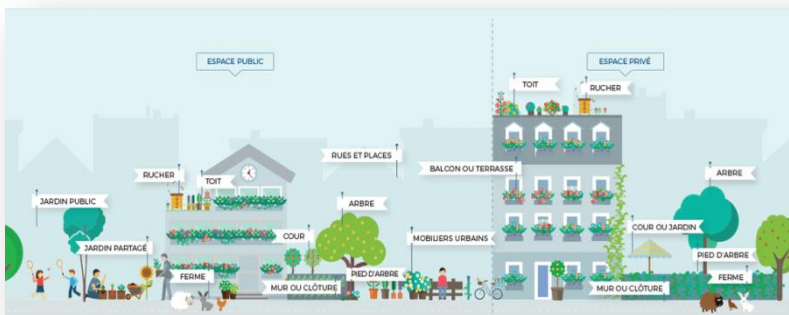 ESPACE PUBLIC
ESPACE PRIVÉ
TOIT
RUCHER
RUES ET PLACES
BALCON OU TERRASSE
RUCHER
TOIT
ARBRE
JARDIN PUBLIC
ARBRE
COUR OU JARDIN
JARDIN PARTAGÉ
COUR
MOBILIERS URBAINS
PIED D'ARBRE
FERME
PIED D'ARBRE
FERME
MUR OU CLÔTURE
MUR OU CLÔTURE